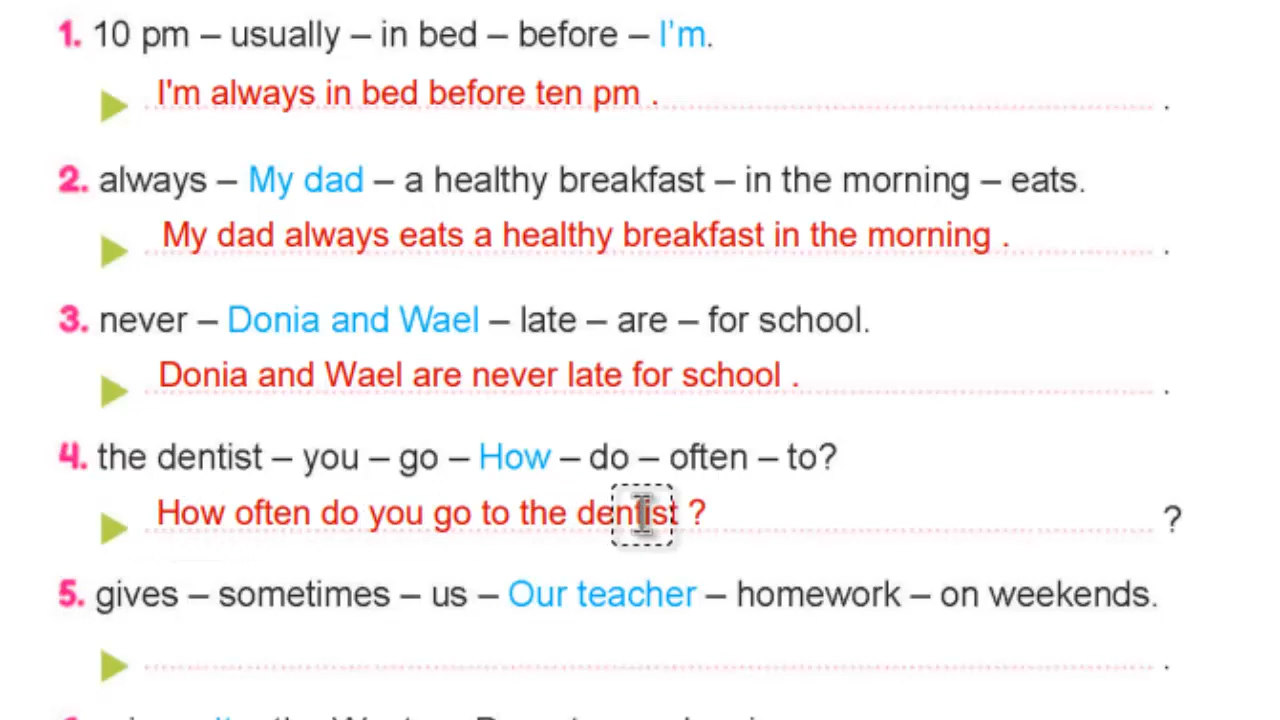 1. 10 pm – usually – in bed – before – I'm.
I'm always in bed before ten pm . .
2. always – My dad – a healthy breakfast – in the morning – eats.
My dad always eats a healthy breakfast in the morning . .
3. never – Donia and Wael – late – are – for school.
Donia and Wael are never late for school . .
4. the dentist – you – go – How – do – often – to?
How often do you go to the dentist ? ?
5. gives – sometimes – us – Our teacher – homework – on weekends.
.